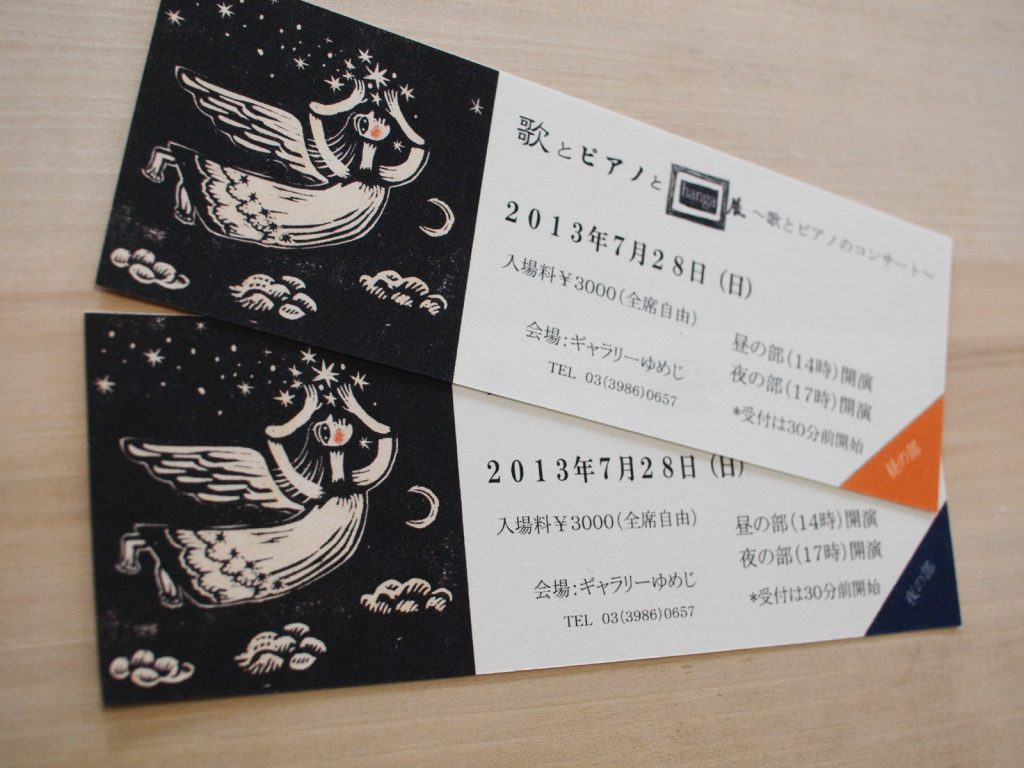 歌とピアノとhanga展 ～歌とピアノのコンサート～
2013年7月28日（日）
入場料￥3000（全席自由）
会場：ギャラリーゆめじ
TEL 03(3986)0657
昼の部（14時）開演
夜の部（17時）開演
*受付は30分前開始
昼の部
2013年7月28日（日）
入場料￥3000（全席自由）
会場：ギャラリーゆめじ
TEL 03(3986)0657
昼の部（14時）開演
夜の部（17時）開演
*受付は30分前開始
夜の部